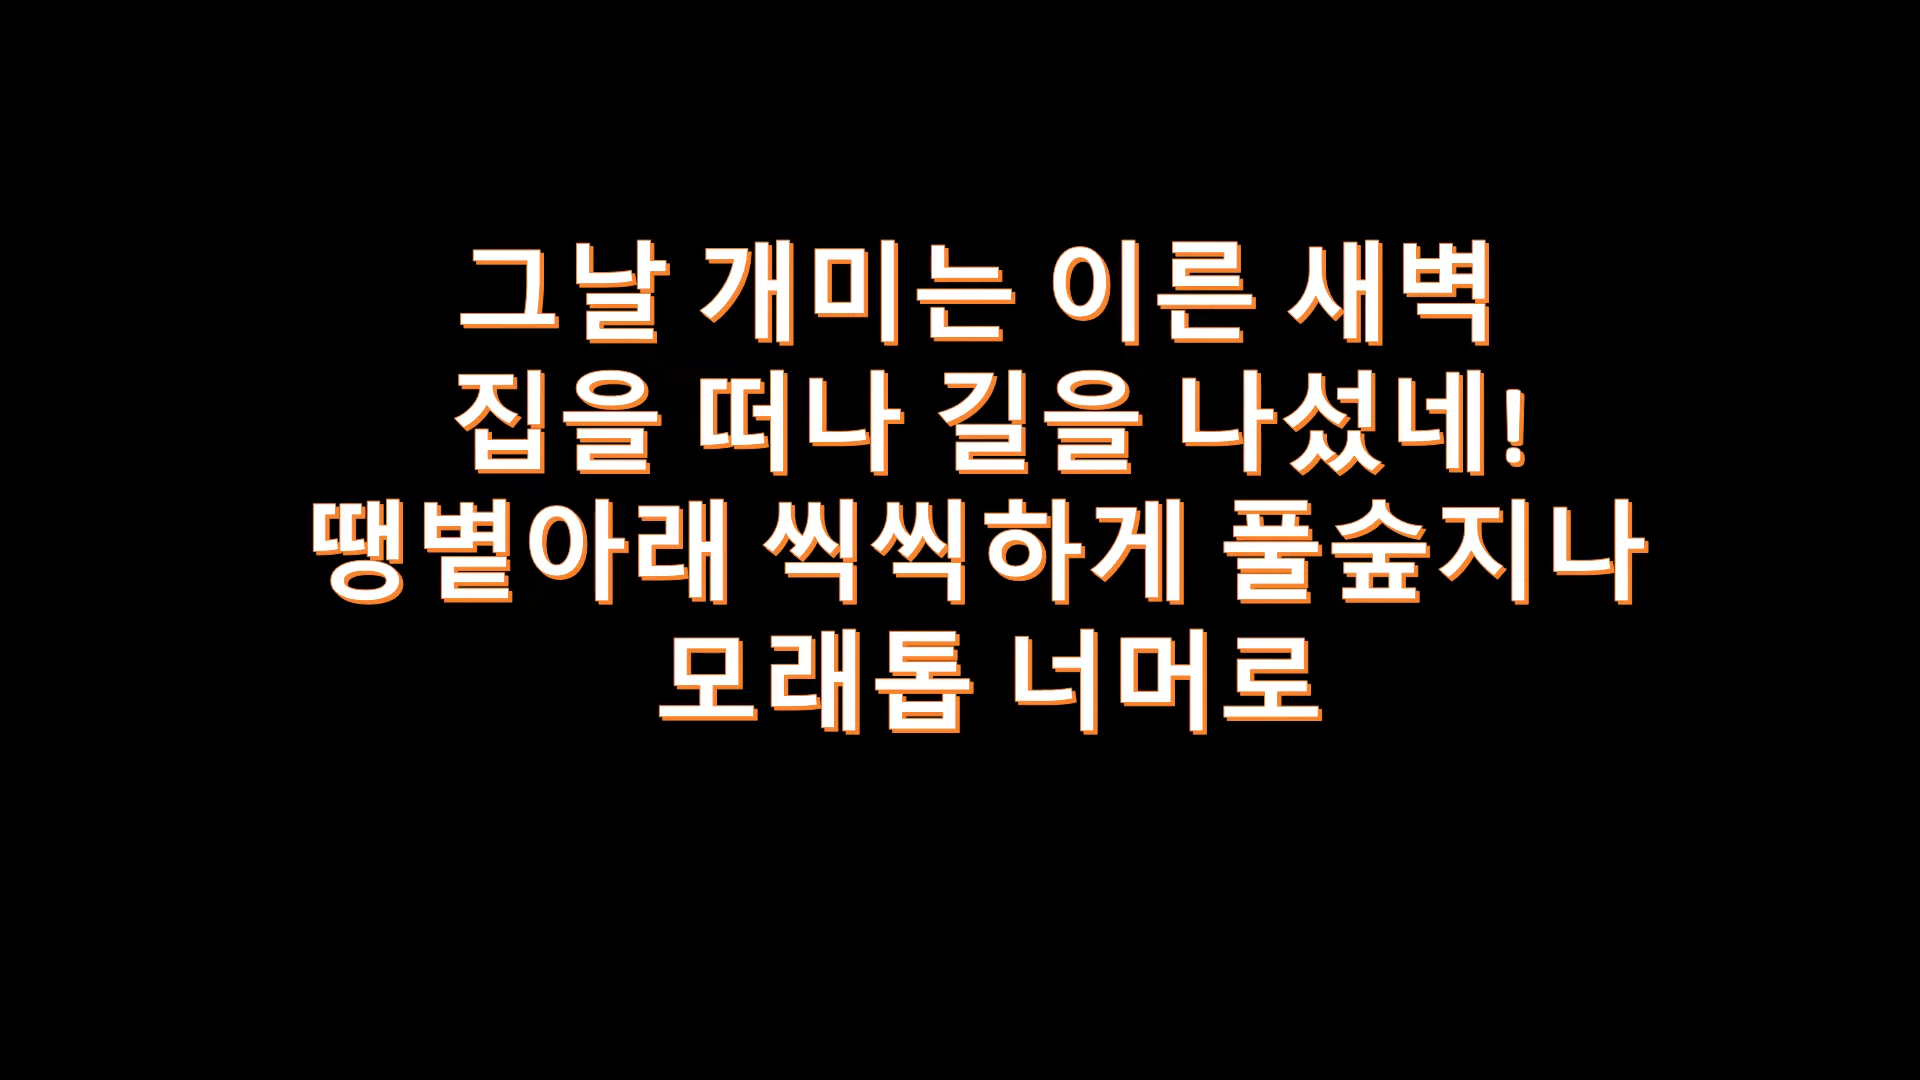 그날 개미는 이른 새벽
집을 떠나 길을 나섰네!
땡볕아래 씩씩하게 풀숲지나
모래톱 너머로